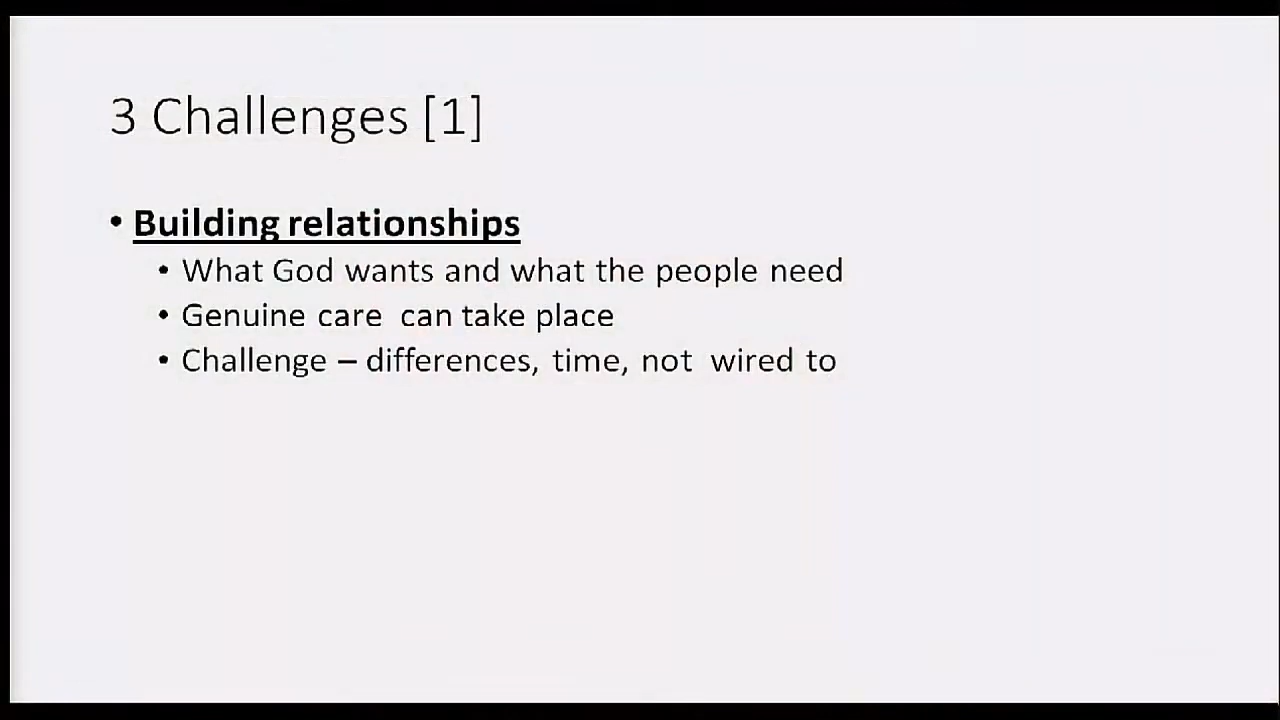 3 Challenges [1]
• Building relationships
• What God wants and what the people need
• Genuine care can take place
• Challenge – differences, time, not wired to